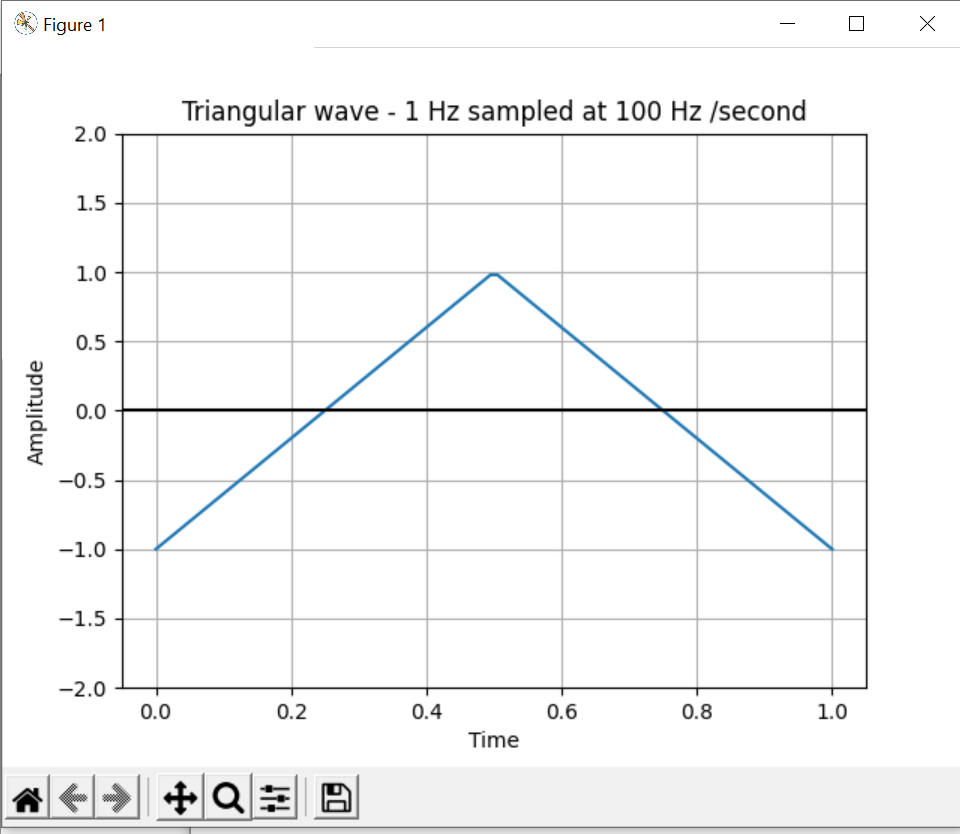 Figure 1
Triangular wave - 1 Hz sampled at 100 Hz /second
2.0
1.5
1.0
0.5
0.0
−0.5
−1.0
−1.5
−2.0
Amplitude
0.0 0.2 0.4 0.6 0.8 1.0
Time